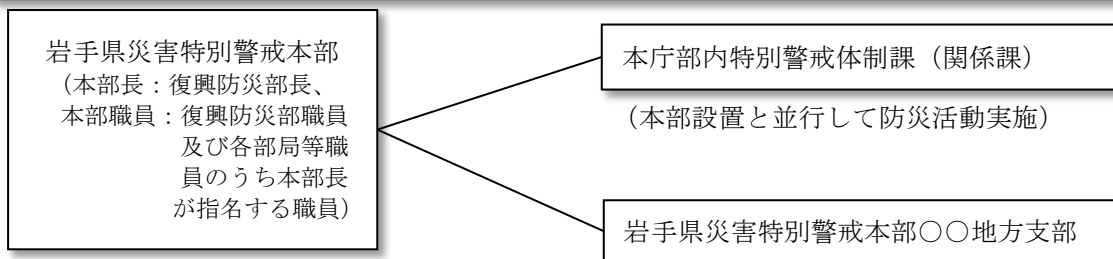 岩手県災害特別警戒本部
（本部長：復興防災部長、
本部職員：復興防災部職員
及び各部局等職
員のうち本部長
が指名する職員）
本庁部内特別警戒体制課（関係課）
（本部設置と並行して防災活動実施）
岩手県災害特別警戒本部○○地方支部